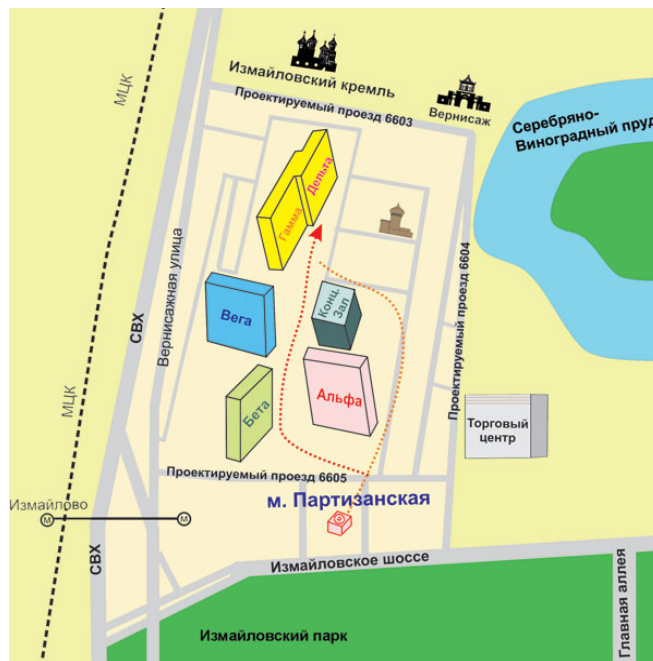 МЦК
Измайловский кремль
Проектируемый проезд 6603
Вернисаж
Серебряно-
Виноградный пруд
Дельта
Гамма
Вернисажная улица
СВХ
Вега
Конц.
Зал
Проектируемый проезд 6604
МЦК
Бета
Альфа
Торговый
центр
Проектируемый проезд 6605
м. Партизанская
Измайлово
М
М
М
СВХ
Измайловское шоссе
Главная аллея
Измайловский парк